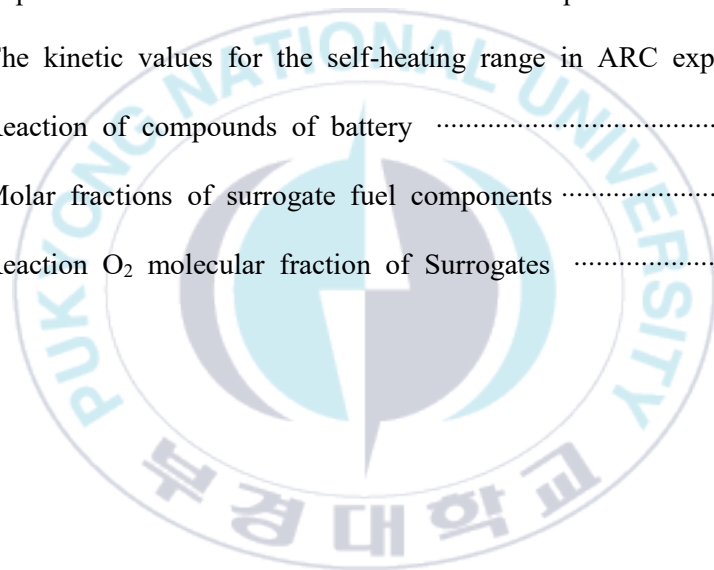 The kinetic values for the self-heating range in ARC exp
Reaction of compounds of battery ····································
Molar fractions of surrogate fuel components ····················
Reaction O₂ molecular fraction of Surrogates ··················
PUKYONG NATIONAL UNIVERSITY
부경대학교